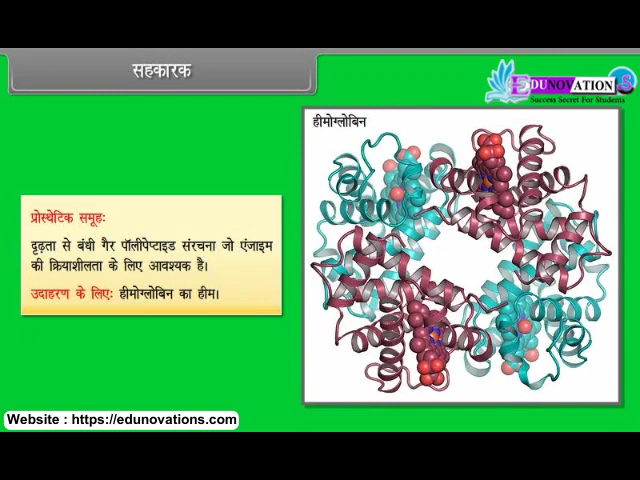 सहकारक
EDUNOVATIONS
Success Secret For Students
हीमोग्लोबिन
प्रोस्थेटिक समूहः
दृढ़ता से बंधी गैर पॉलीपेप्टाइड संरचना जो एंजाइम
की क्रियाशीलता के लिए आवश्यक है।
उदाहरण के लिएः हीमोग्लोबिन का हीम।
Website : https://edunovations.com